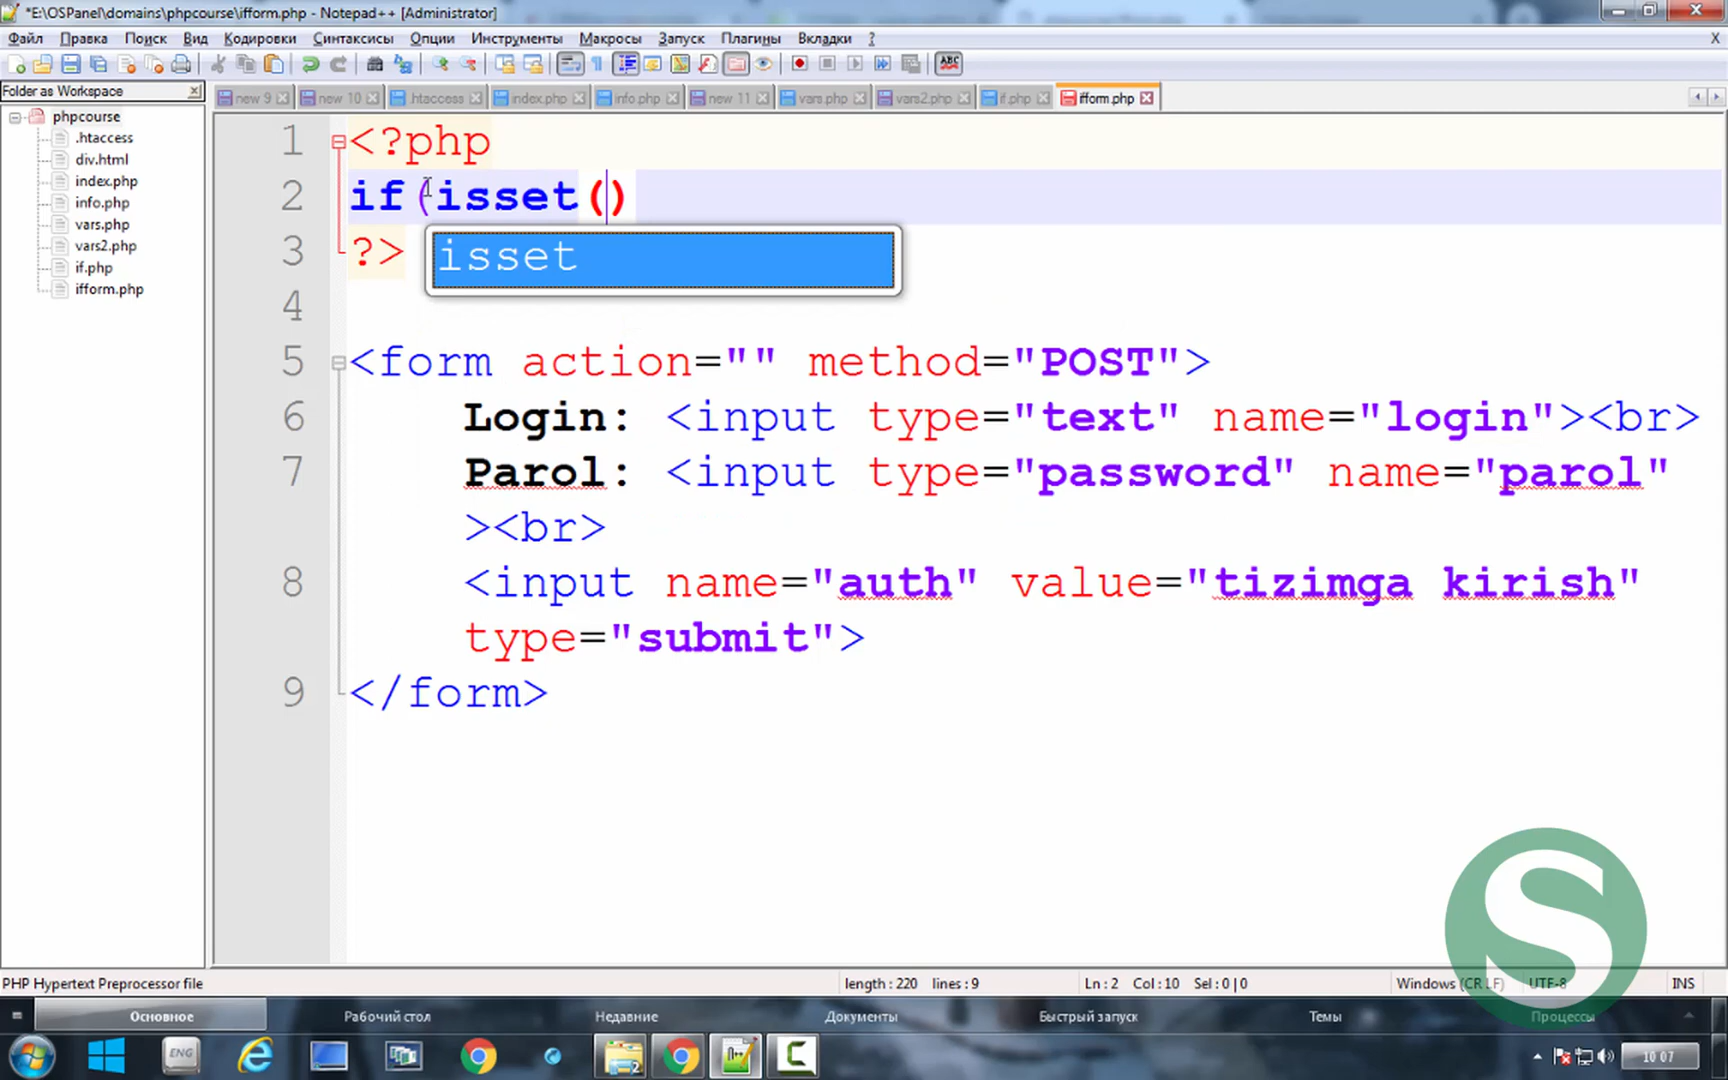 *E:\OSPanel\domains\phpcourse\ifform.php - Notepad++ [Administrator]
Файл Правка Поиск Вид Кодировки Синтаксисы Опции Инструменты Макросы Запуск Плагины Вкладки ? X
ABC
Folder as Workspace
new 9 new 10 .htaccess index.php info.php new 11 vars.php vars2.php if.php ifform.php
phpcourse
.htaccess
div.html
index.php
info.php
vars.php
vars2.php
if.php
ifform.php
1 <?php
2 if(isset()
isset
3 ?>
4
5 <form action="" method="POST">
6 Login: <input type="text" name="login"><br>
7 Parol: <input type="password" name="parol"
><br>
8 <input name="auth" value="tizimga kirish"
type="submit">
9 </form>
S
PHP Hypertext Preprocessor file length : 220 lines : 9 Ln : 2 Col : 10 Sel : 0 | 0 Windows (CR LF) UTF-8 INS
Основное Рабочий стол Недавние Документы Быстрый запуск Темы Процессы
ENG 10 07